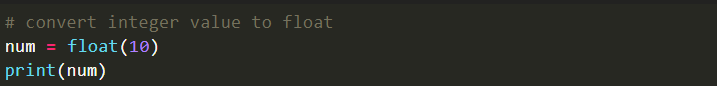 # convert integer value to float
num = float(10)
print(num)